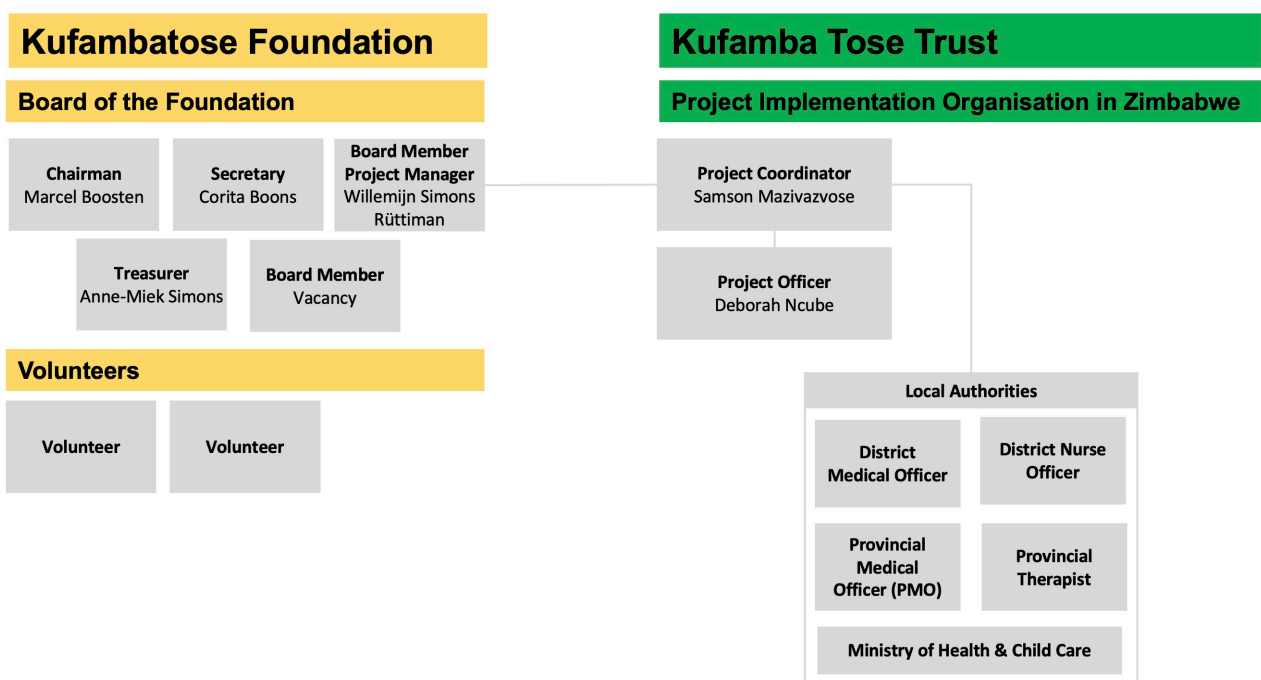 Kufambatose Foundation
Board of the Foundation
Chairman
Marcel Boosten
Secretary
Corita Boons
Board Member
Project Manager
Willemijn Simons
Rüttiman
Treasurer
Anne-Miek Simons
Board Member
Vacancy
Volunteers
Volunteer
Volunteer
Kufamba Tose Trust
Project Implementation Organisation in Zimbabwe
Project Coordinator
Samson Mazivazvose
Project Officer
Deborah Ncube
Local Authorities
District
Medical Officer
District Nurse
Officer
Provincial
Medical
Officer (PMO)
Provincial
Therapist
Ministry of Health & Child Care